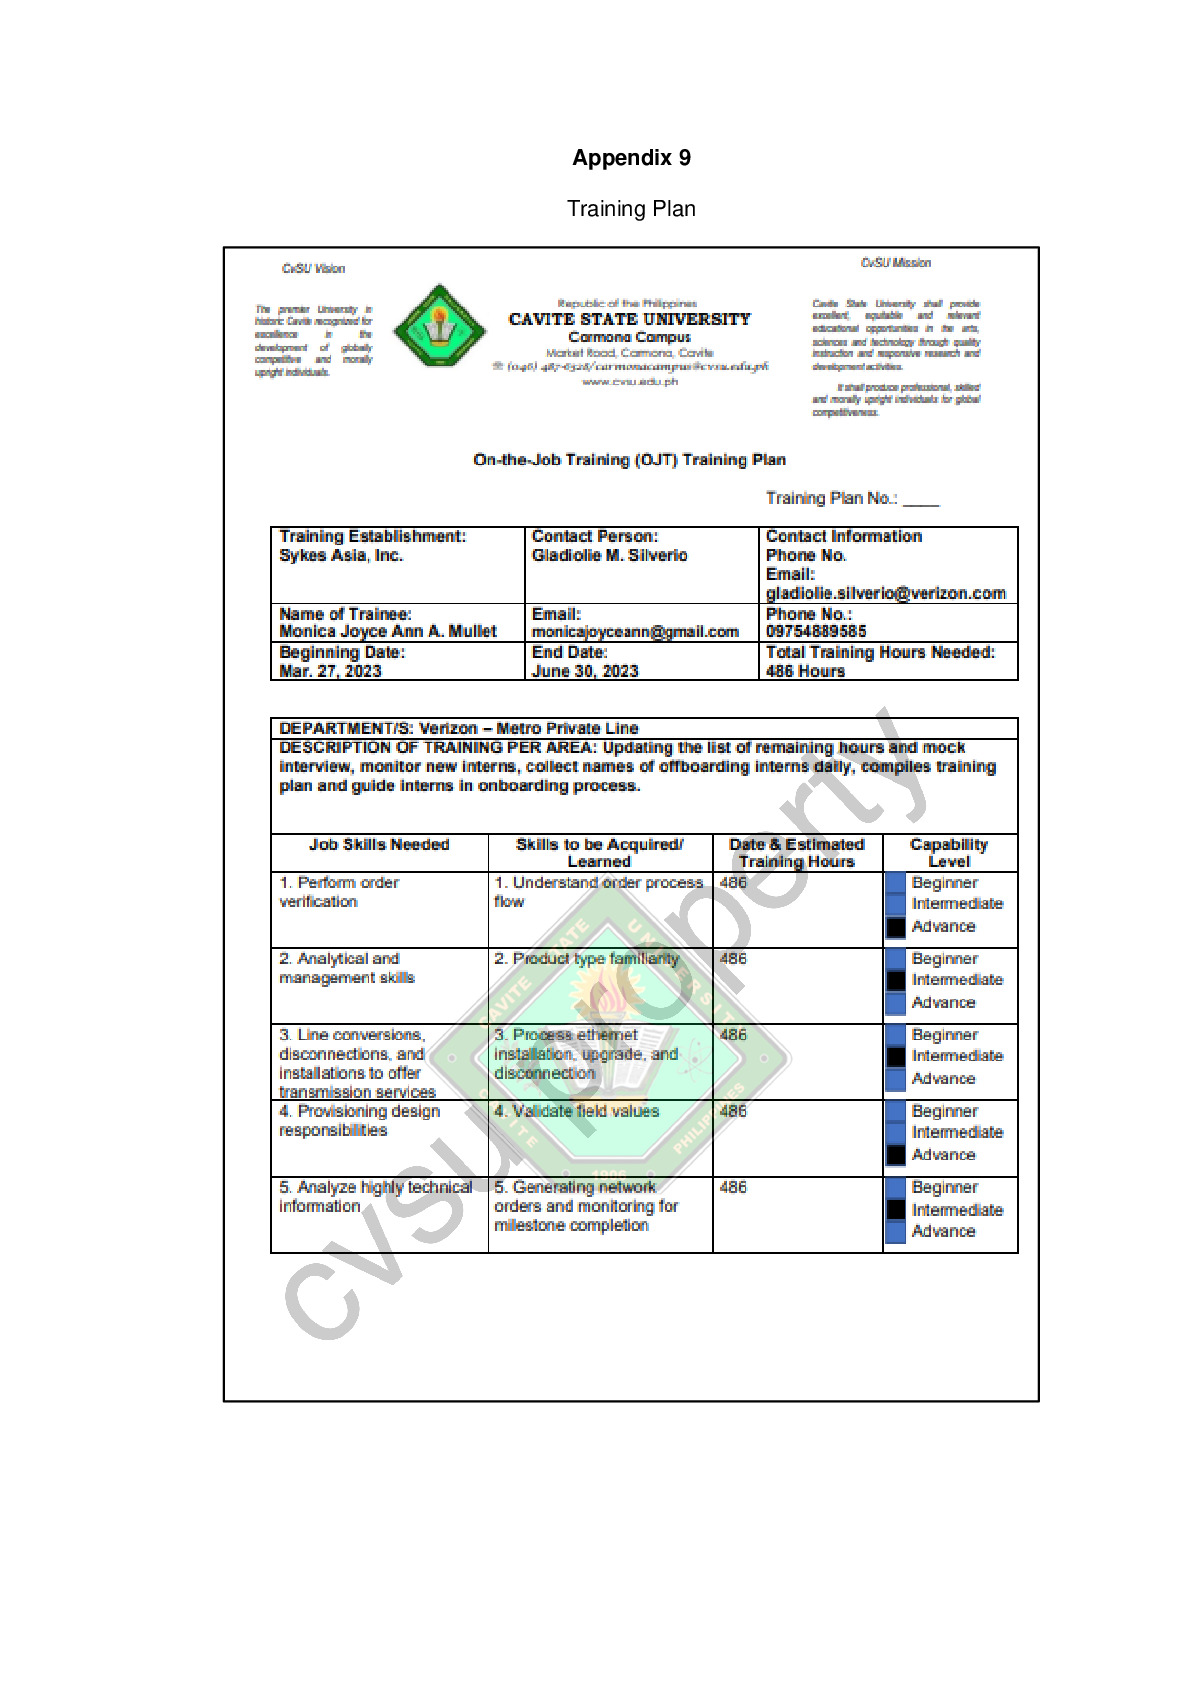 Appendix 9
Training Plan
CvSU Vision
The premier University in
historic Cavite recognized for
excellence in the
development of globally
competitive and morally
upright individuals.
Republic of the Philippines
CAVITE STATE UNIVERSITY
Carmona Campus
Market Road, Carmona, Cavite
☏ (046) 487-6328/carmonacampus@cvsu.edu.ph
www.cvsu.edu.ph
CvSU Mission
Cavite State University shall provide
excellent, equitable and relevant
educational opportunities in the arts,
sciences and technology through quality
instruction and responsive research and
development activities.
It shall produce professional, skilled
and morally upright individuals for global
competitiveness.
On-the-Job Training (OJT) Training Plan
Training Plan No.: ____
Training Establishment:
Sykes Asia, Inc.
Contact Person:
Gladiolie M. Silverio
Contact Information
Phone No.
Email:
gladiolie.silverio@verizon.com
Name of Trainee:
Monica Joyce Ann A. Mullet
Email:
monicajoyceann@gmail.com
Phone No.:
09754889585
Beginning Date:
Mar. 27, 2023
End Date:
June 30, 2023
Total Training Hours Needed:
486 Hours
DEPARTMENT/S: Verizon – Metro Private Line
DESCRIPTION OF TRAINING PER AREA: Updating the list of remaining hours and mock
interview, monitor new interns, collect names of offboarding interns daily, compiles training
plan and guide interns in onboarding process.
Job Skills Needed
Skills to be Acquired/
Learned
Date & Estimated
Training Hours
Capability
Level
1. Perform order
verification
1. Understand order process
flow
486
Beginner
Intermediate
Advance
2. Analytical and
management skills
2. Product type familiarity
486
Beginner
Intermediate
Advance
3. Line conversions,
disconnections, and
installations to offer
transmission services
3. Process ethernet
installation, upgrade, and
disconnection
486
Beginner
Intermediate
Advance
4. Provisioning design
responsibilities
4. Validate field values
486
Beginner
Intermediate
Advance
5. Analyze highly technical
information
5. Generating network
orders and monitoring for
milestone completion
486
Beginner
Intermediate
Advance
cvsu property
CAVITE STATE UNIVERSITY
CAVITE PHILIPPINES
1906